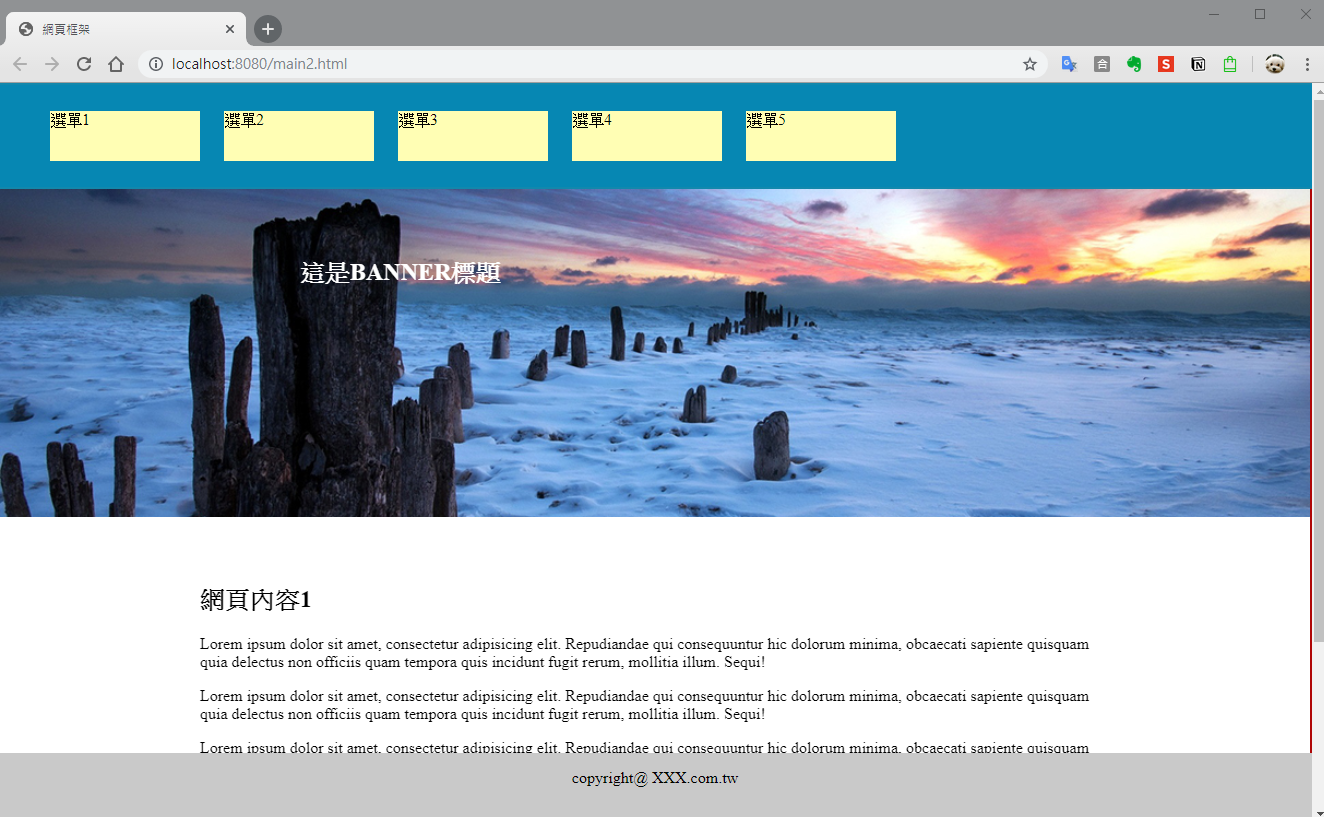 網頁框架
localhost:8080/main2.html
選單1 選單2 選單3 選單4 選單5
這是BANNER標題
網頁內容1
Lorem ipsum dolor sit amet, consectetur adipisicing elit. Repudiandae qui consequuntur hic dolorum minima, obcaecati sapiente quisquam
quia delectus non officiis quam tempora quis incidunt fugit rerum, mollitia illum. Sequi!
Lorem ipsum dolor sit amet, consectetur adipisicing elit. Repudiandae qui consequuntur hic dolorum minima, obcaecati sapiente quisquam
quia delectus non officiis quam tempora quis incidunt fugit rerum, mollitia illum. Sequi!
Lorem ipsum dolor sit amet, consectetur adipisicing elit. Repudiandae qui consequuntur hic dolorum minima, obcaecati sapiente quisquam
copyright@ XXX.com.tw